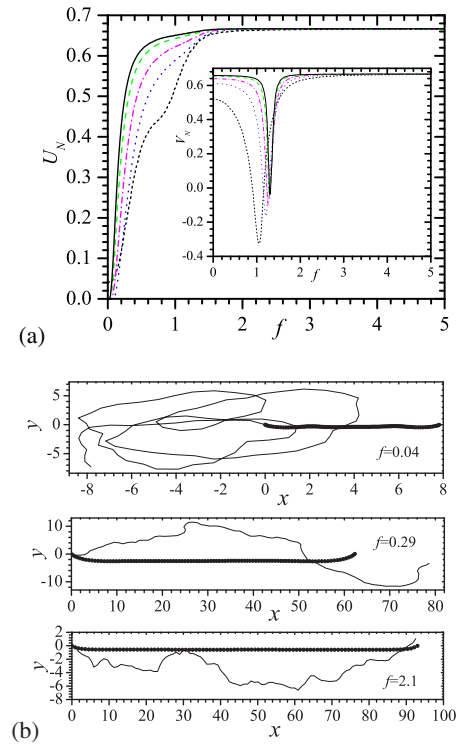 0.7
0.6
0.5
0.4
0.3
0.2
0.1
0.0
U_N
0 1 2 3 4 5
f
0.6
0.4
0.2
0.0
-0.2
-0.4
V_N
0 1 2 3 4 5
f
(a)
5
0
-5
y
f=0.04
-8 -6 -4 -2 0 2 4 6 8
x
10
0
-10
y
f=0.29
0 10 20 30 40 50 60 70 80
x
2
0
-2
-4
-6
-8
y
f=2.1
0 10 20 30 40 50 60 70 80 90 100
x
(b)